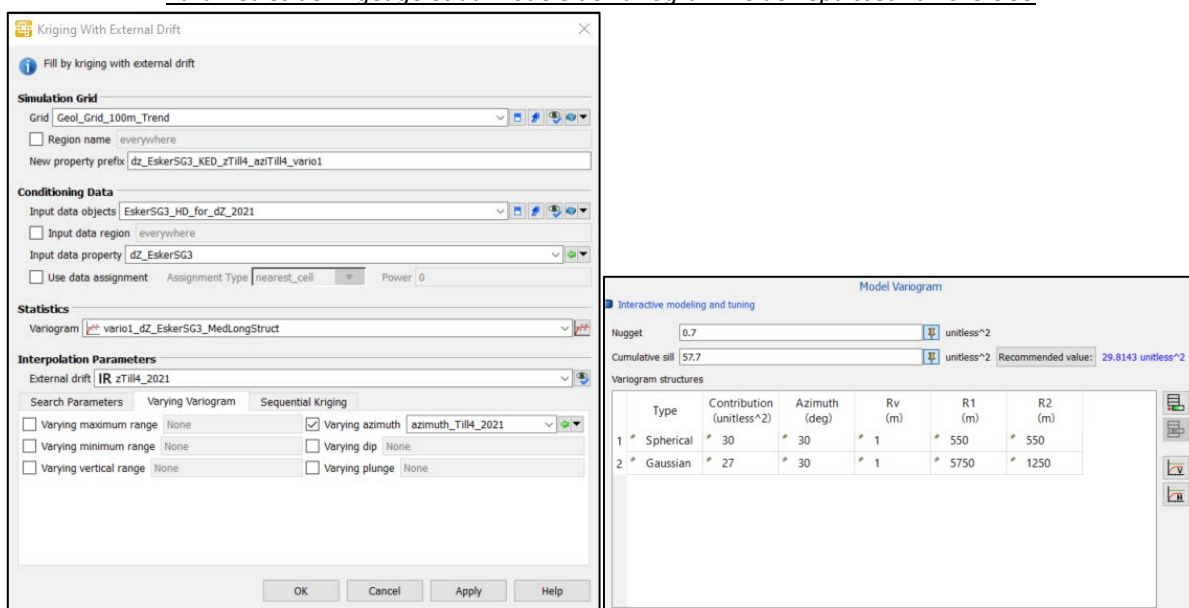 Kriging With External Drift
Fill by kriging with external drift
Simulation Grid
Grid Geol_Grid_100m_Trend
Region name everywhere
New property prefix dz_EskerSG3_KED_zTill4_aziTill4_vario1
Conditioning Data
Input data objects EskerSG3_HD_for_dZ_2021
Input data region everywhere
Input data property dZ_EskerSG3
Use data assignment Assignment Type nearest_cell Power 0
Statistics
Variogram vario1_dZ_EskerSG3_MedLongStruct
Interpolation Parameters
External drift IR zTill4_2021
Search Parameters Varying Variogram Sequential Kriging
Varying maximum range None Varying azimuth azimuth_Till4_2021
Varying minimum range None Varying dip None
Varying vertical range None Varying plunge None
OK Cancel Apply Help
Model Variogram
Interactive modeling and tuning
Nugget 0.7 unitless^2
Cumulative sill 57.7 unitless^2 Recommended value: 29.8143 unitless^2
Variogram structures
Type Contribution (unitless^2) Azimuth (deg) Rv (m) R1 (m) R2 (m)
1 Spherical 30 30 1 550 550
2 Gaussian 27 30 1 5750 1250